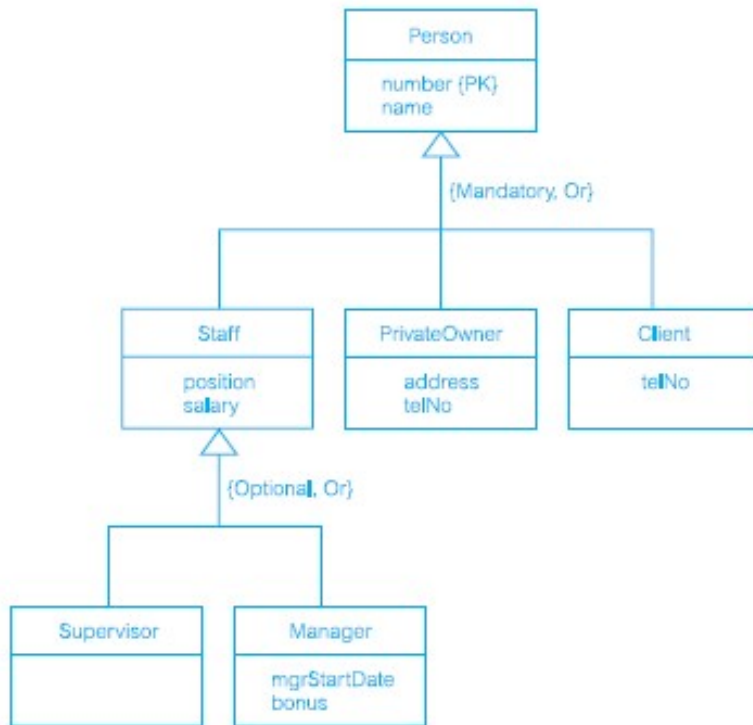 Person
number {PK}
name
{Mandatory, Or}
Staff
position
salary
PrivateOwner
address
telNo
Client
telNo
{Optional, Or}
Supervisor
Manager
mgrStartDate
bonus